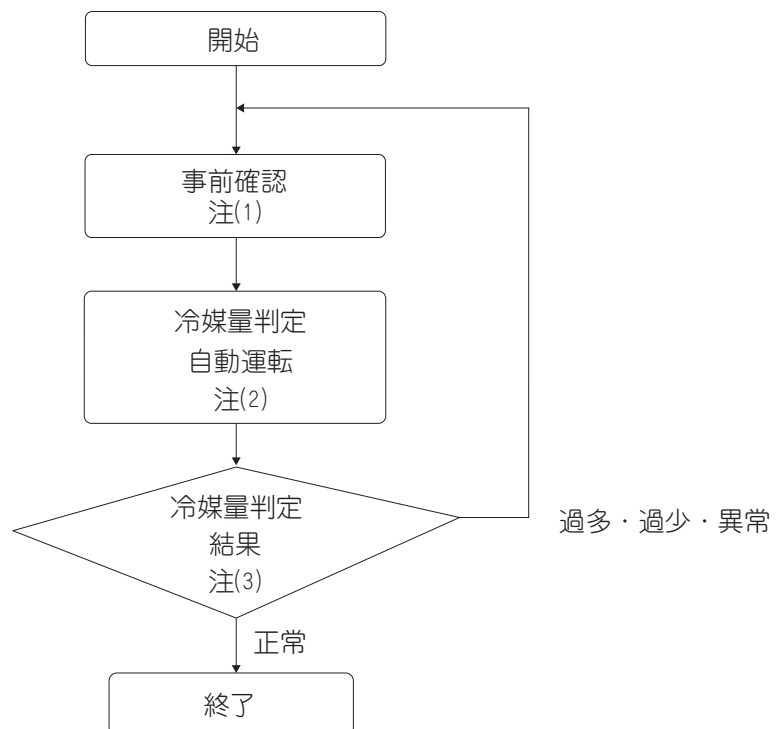 開始
事前確認
注(1)
冷媒量判定
自動運転
注(2)
冷媒量判定
結果
注(3)
過多・過少・異常
正常
終了